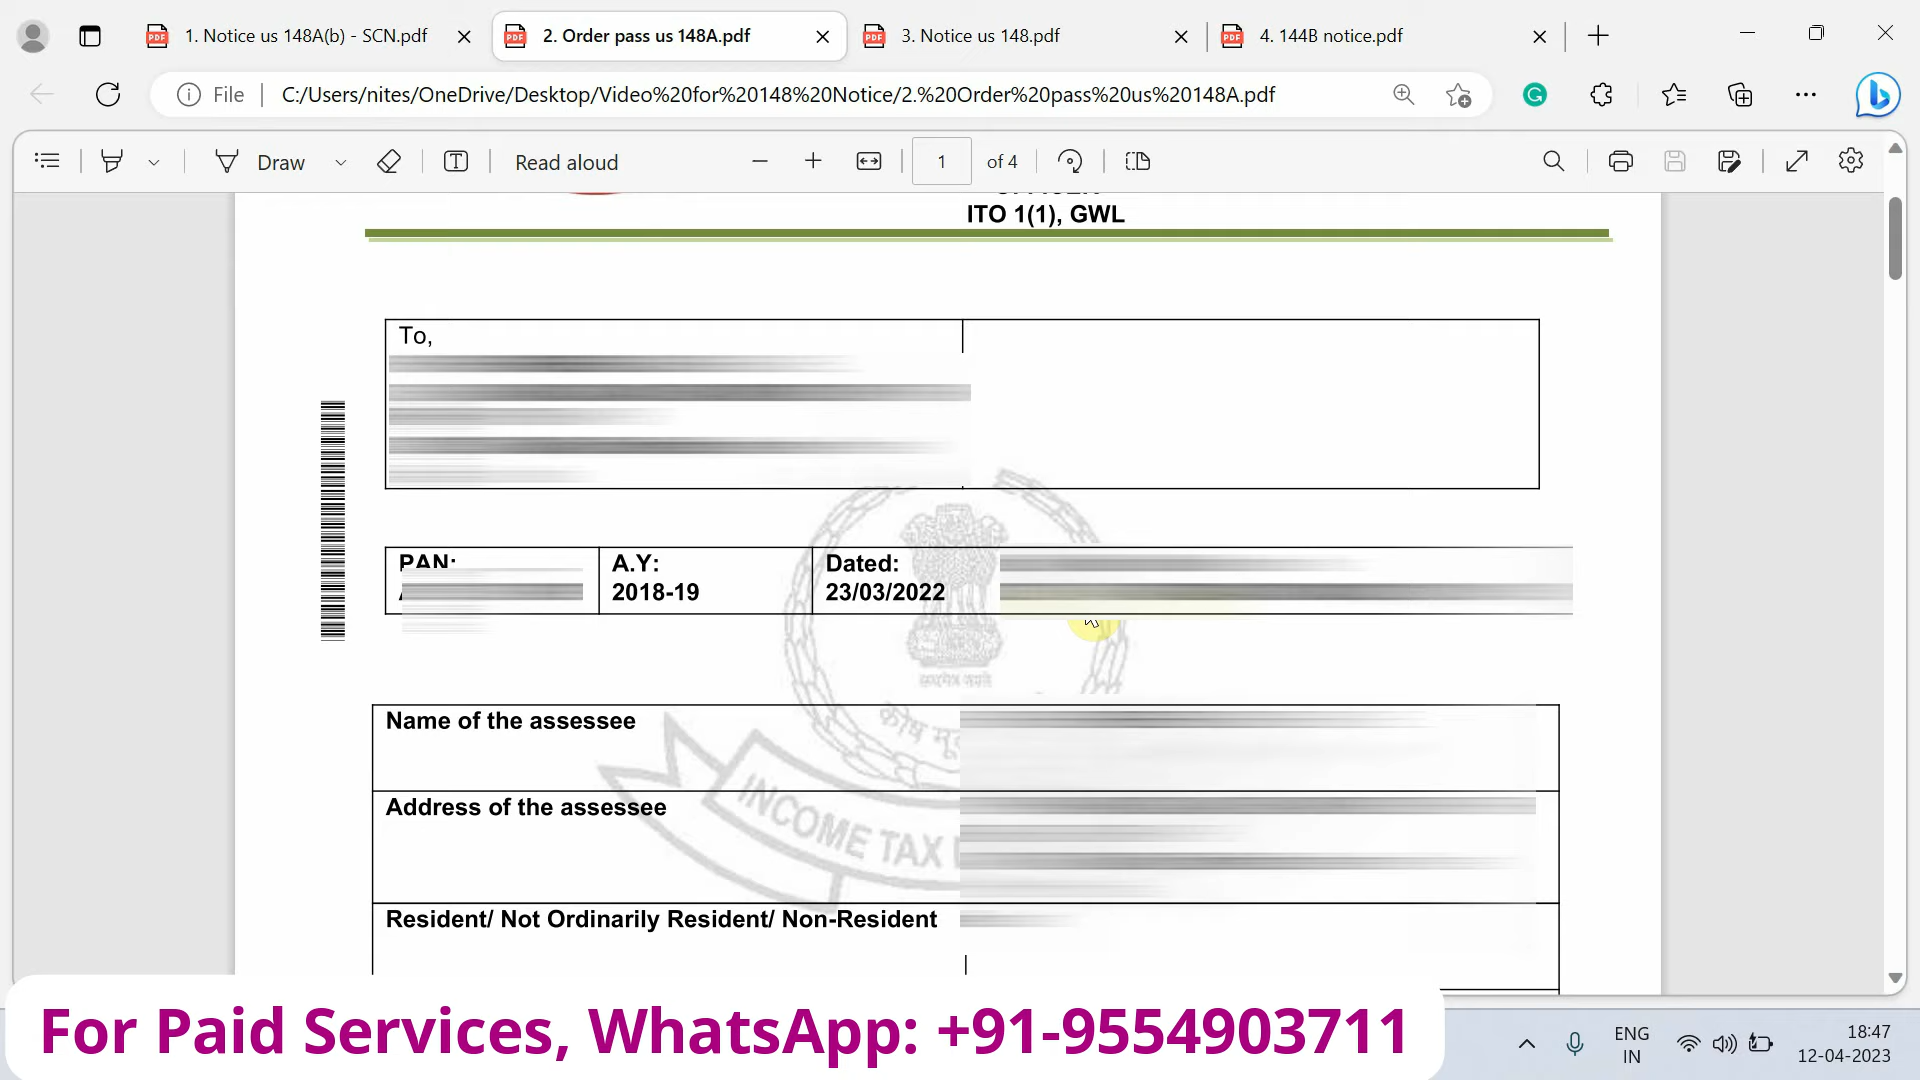 1. Notice us 148A(b) - SCN.pdf
2. Order pass us 148A.pdf
3. Notice us 148.pdf
4. 144B notice.pdf
File
C:/Users/nites/OneDrive/Desktop/Video%20for%20148%20Notice/2.%20Order%20pass%20us%20148A.pdf
Draw
Read aloud
1 of 4
ITO 1(1), GWL
To,
PAN:
A.Y:
2018-19
Dated:
23/03/2022
सत्यमेव जयते
Name of the assessee
Address of the assessee
INCOME TAX
Resident/ Not Ordinarily Resident/ Non-Resident
For Paid Services, WhatsApp: +91-9554903711
ENG
IN
18:47
12-04-2023